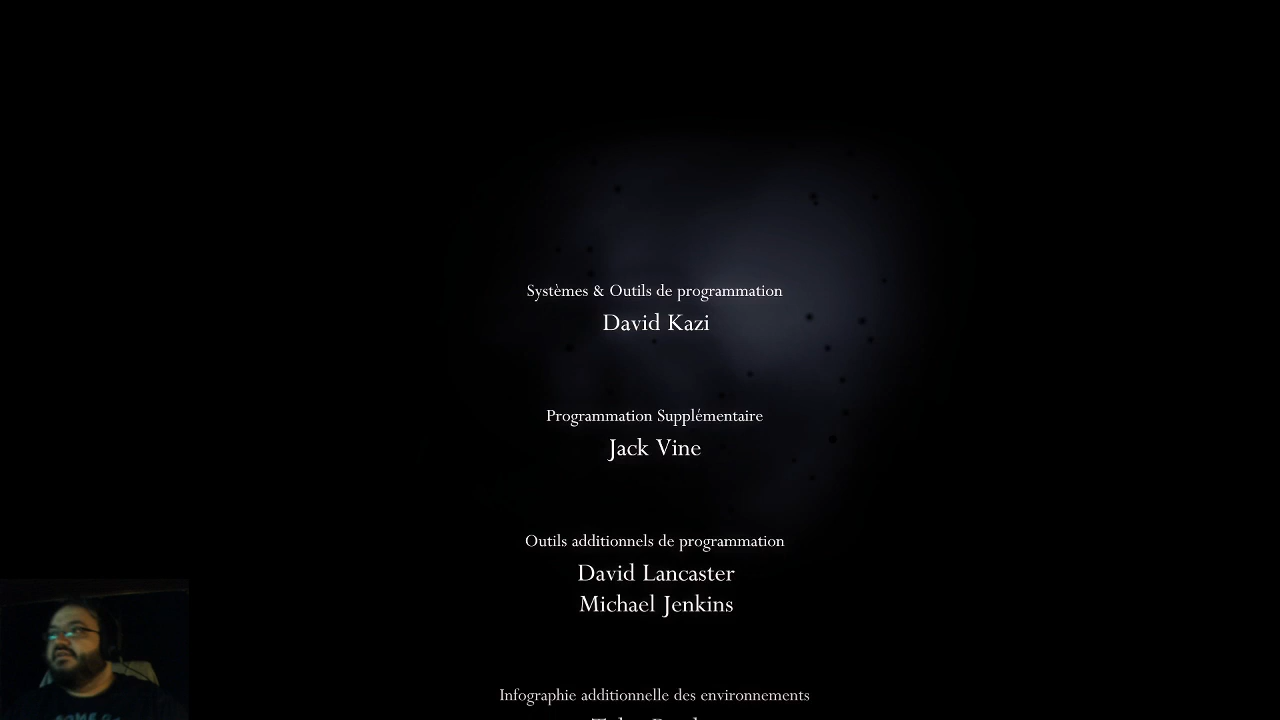 Systèmes & Outils de programmation
David Kazi
Programmation Supplémentaire
Jack Vine
Outils additionnels de programmation
David Lancaster
Michael Jenkins
Infographie additionnelle des environnements